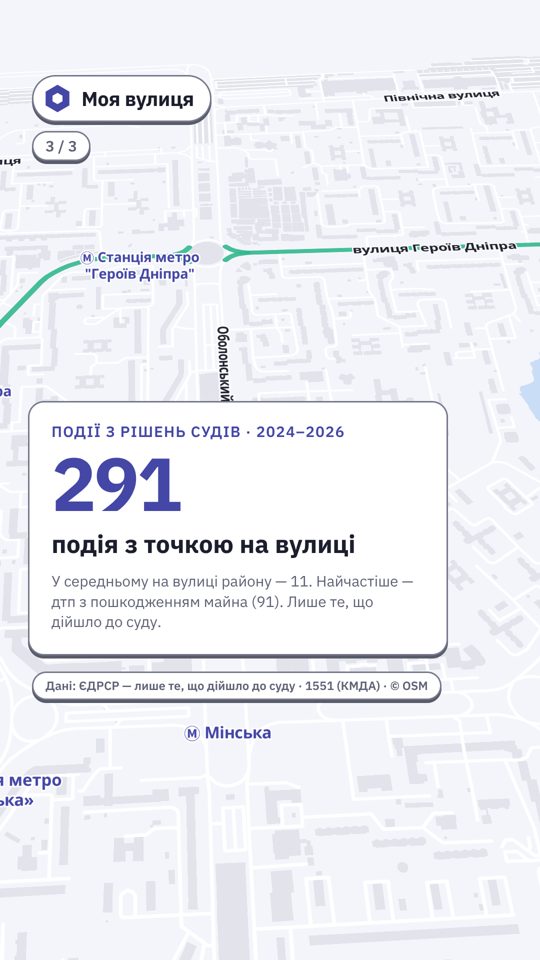 Північна вулиця
Моя вулиця
3 / 3
ця
вулиця Героїв Дніпра
Станція метро
"Героїв Дніпра"
Оболонський
ра
ПОДІЇ З РІШЕНЬ СУДІВ · 2024–2026
291
подія з точкою на вулиці
У середньому на вулиці району — 11. Найчастіше —
дтп з пошкодженням майна (91). Лише те, що
дійшло до суду.
Дані: ЄДРСР — лише те, що дійшло до суду · 1551 (КМДА) · © OSM
М Мінська
я метро
ька»